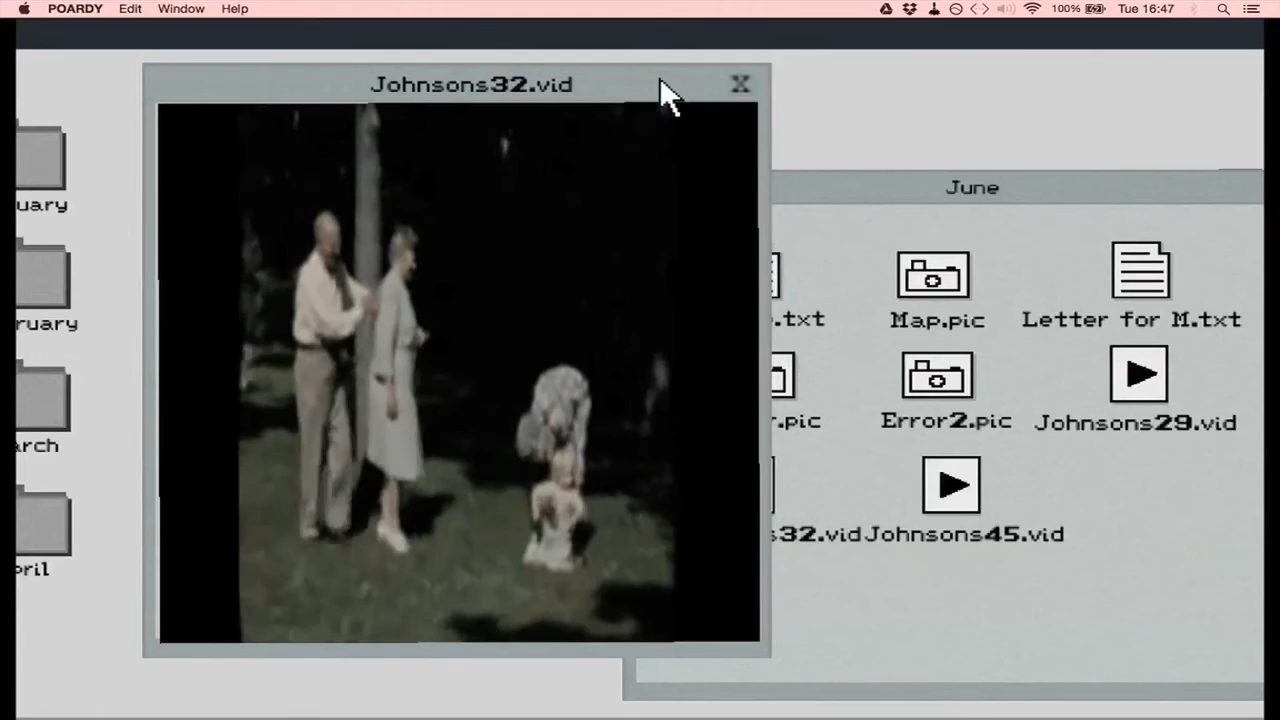 POARDY Edit Window Help 100% Tue 16:47
Johnsons32.vid X
June
uary
.txt Map.pic Letter for M.txt
ruary
r.pic Error2.pic Johnsons29.vid
arch
s32.vid Johnsons45.vid
pril